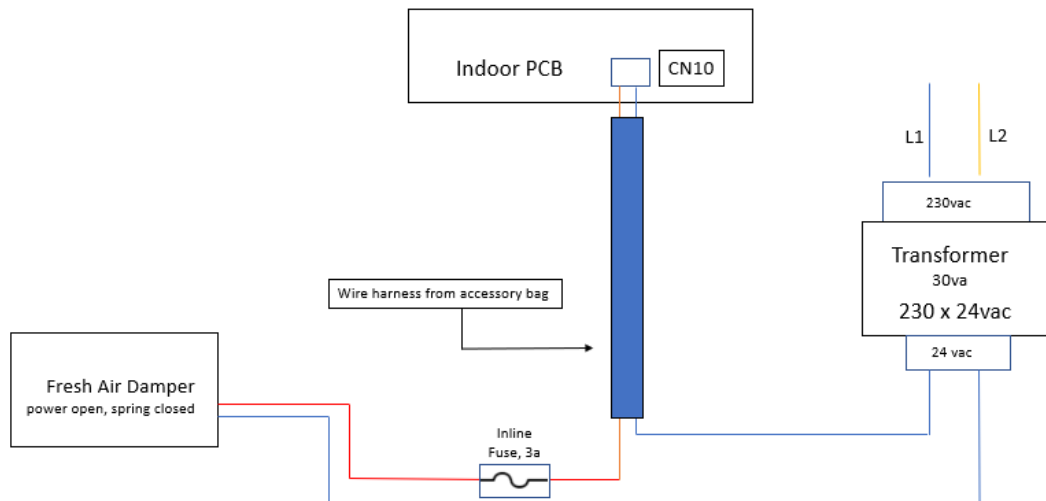 Indoor PCB
CN10
L1
L2
230vac
Transformer
30va
230 x 24vac
24 vac
Wire harness from accessory bag
Fresh Air Damper
power open, spring closed
Inline
Fuse, 3a